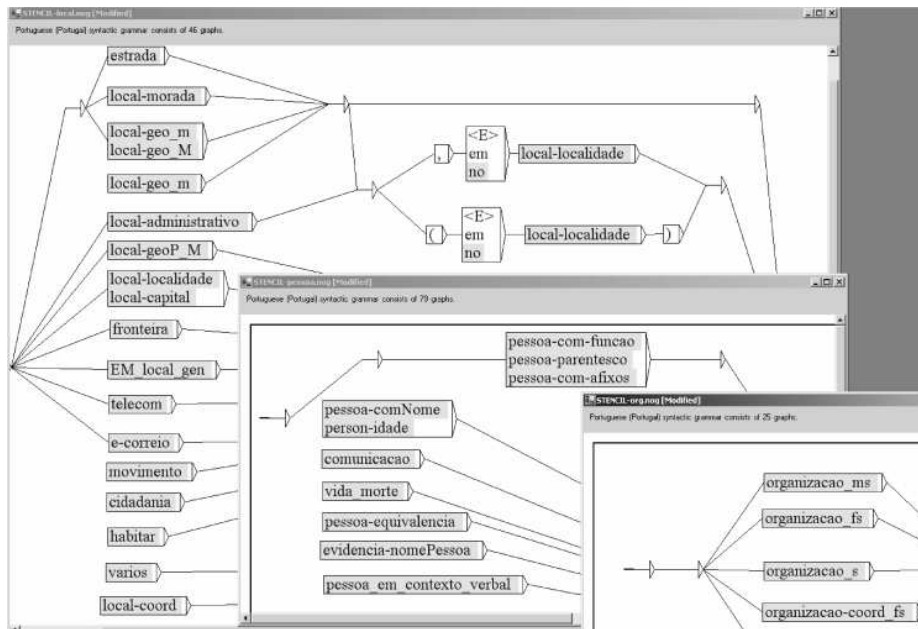 STENCIL-local.nog [Modified]
Portuguese (Portugal) syntactic grammar consists of 46 graphs.
estrada
local-morada
local-geo_m
local-geo_M
local-geo_m
local-administrativo
local-geoP_M
local-localidade
local-capital
fronteira
EM_local_gen
telecom
e-correio
movimento
cidadania
habitar
varios
local-coord
,
<E>
em
no
local-localidade
(
<E>
em
no
local-localidade
)
STENCIL-pessoa.nog [Modified]
Portuguese (Portugal) syntactic grammar consists of 79 graphs.
pessoa-com-funcao
pessoa-parentesco
pessoa-com-afixos
pessoa-comNome
person-idade
comunicacao
vida_morte
pessoa-equivalencia
evidencia-nomePessoa
pessoa_em_contexto_verbal
STENCIL-org.nog [Modified]
Portuguese (Portugal) syntactic grammar consists of 25 graphs.
organizacao_ms
organizacao_fs
organizacao_s
organizacao-coord_fs